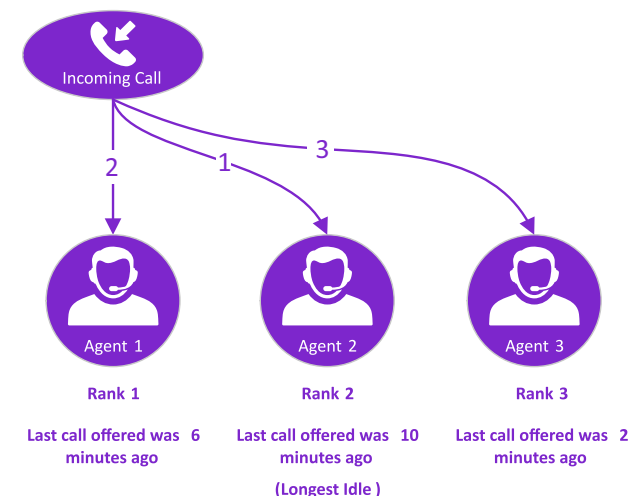 Incoming Call
2
1
3
Agent 1
Agent 2
Agent 3
Rank 1
Rank 2
Rank 3
Last call offered was 6
minutes ago
Last call offered was 10
minutes ago
(Longest Idle )
Last call offered was 2
minutes ago